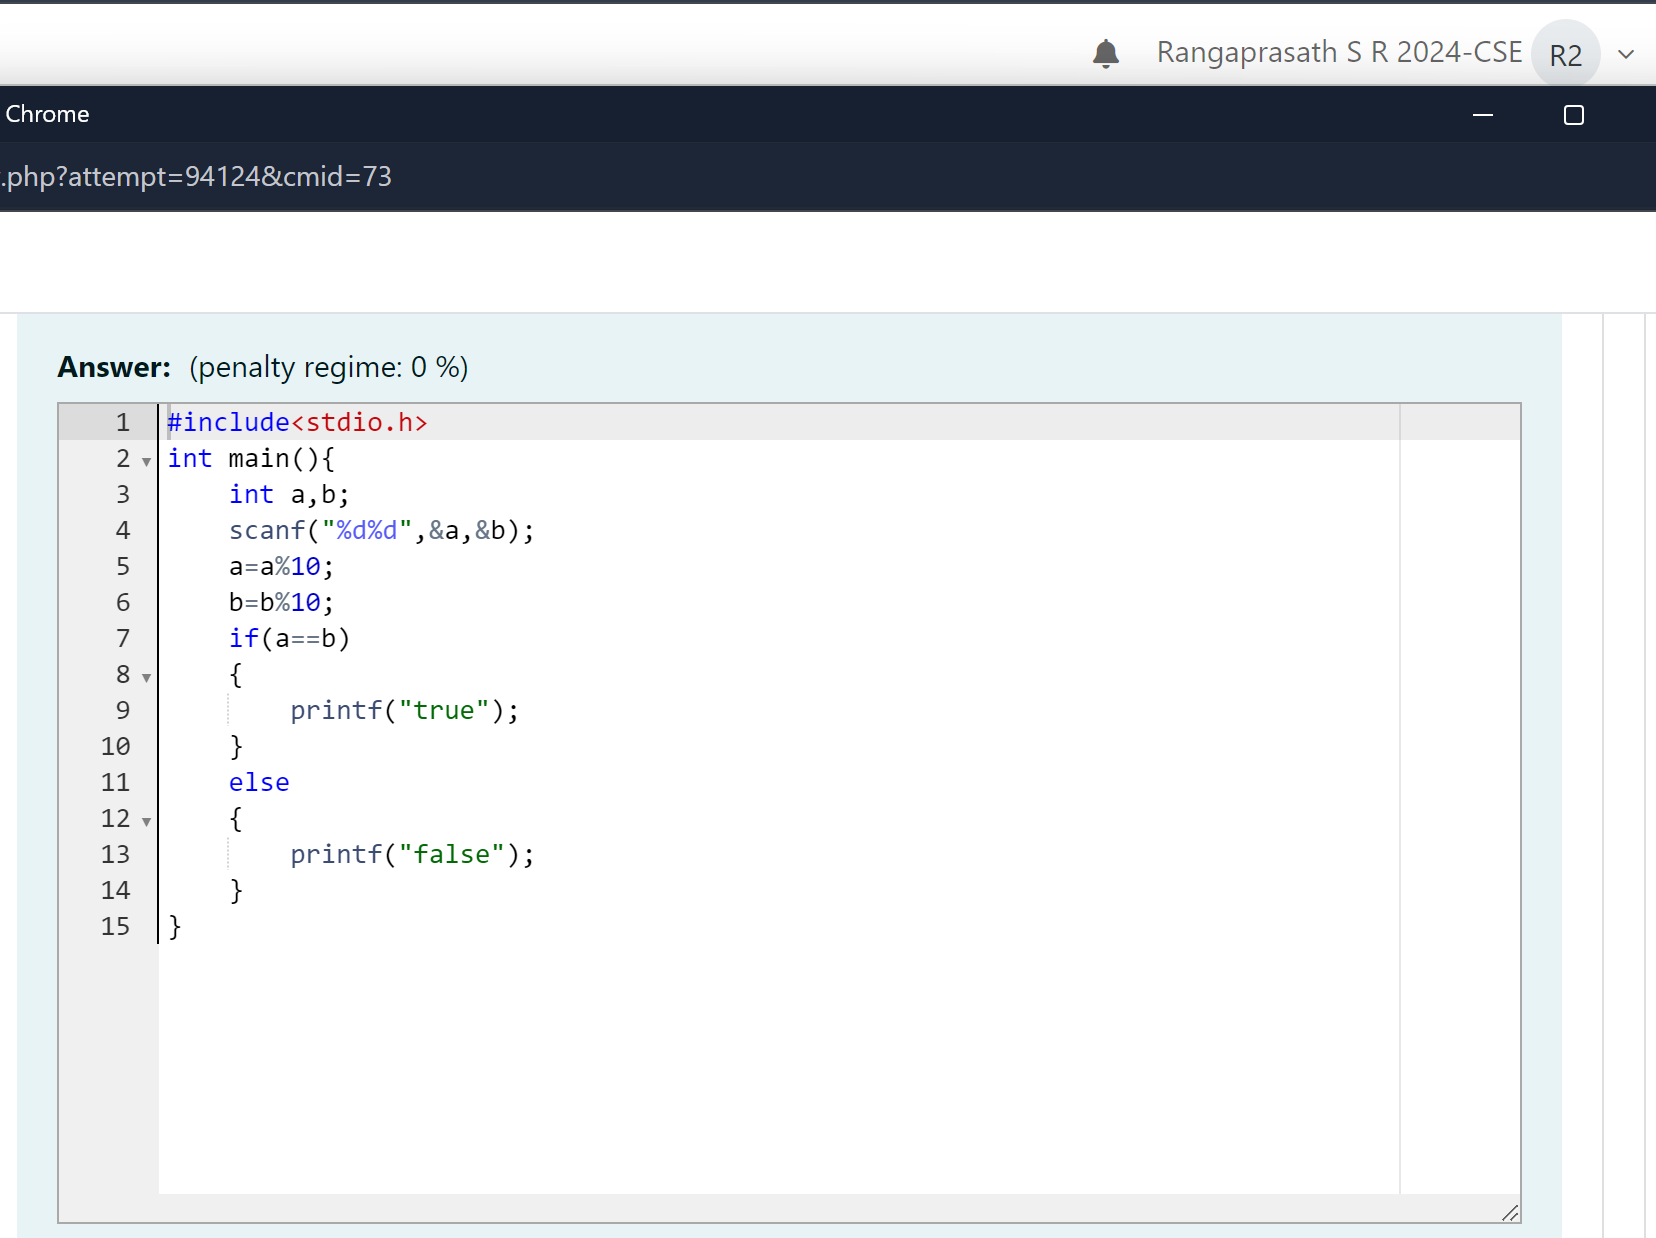 Rangaprasath S R 2024-CSE R2
Chrome
.php?attempt=94124&cmid=73
Answer: (penalty regime: 0 %)
1 #include<stdio.h>
2 int main(){
3     int a,b;
4     scanf("%d%d",&a,&b);
5     a=a%10;
6     b=b%10;
7     if(a==b)
8     {
9         printf("true");
10     }
11     else
12     {
13         printf("false");
14     }
15 }